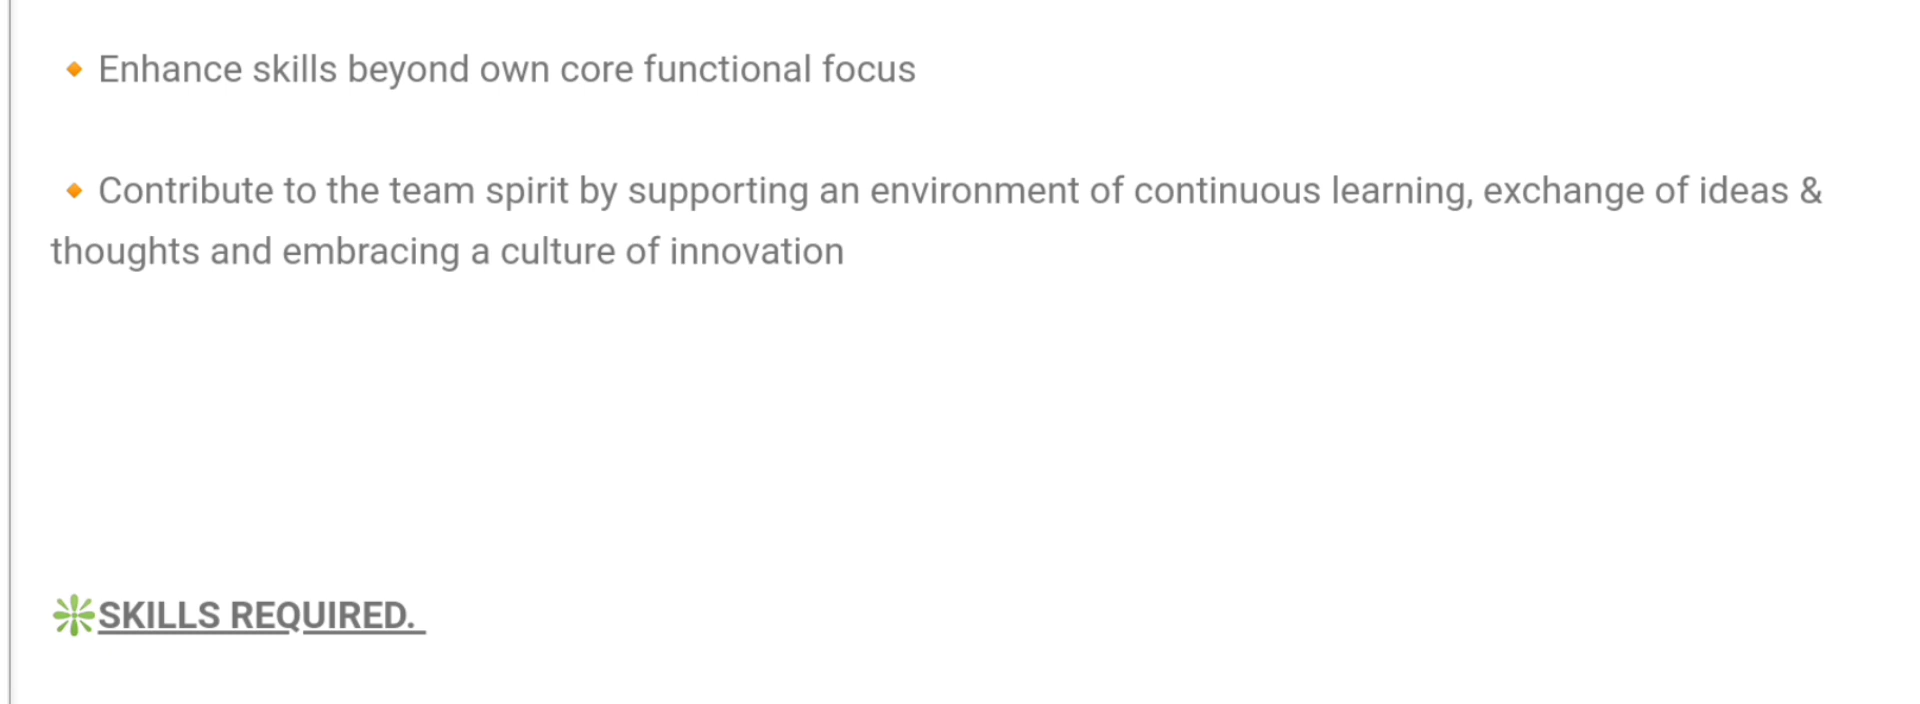 🔸Enhance skills beyond own core functional focus
🔸Contribute to the team spirit by supporting an environment of continuous learning, exchange of ideas &
thoughts and embracing a culture of innovation
❇️SKILLS REQUIRED.